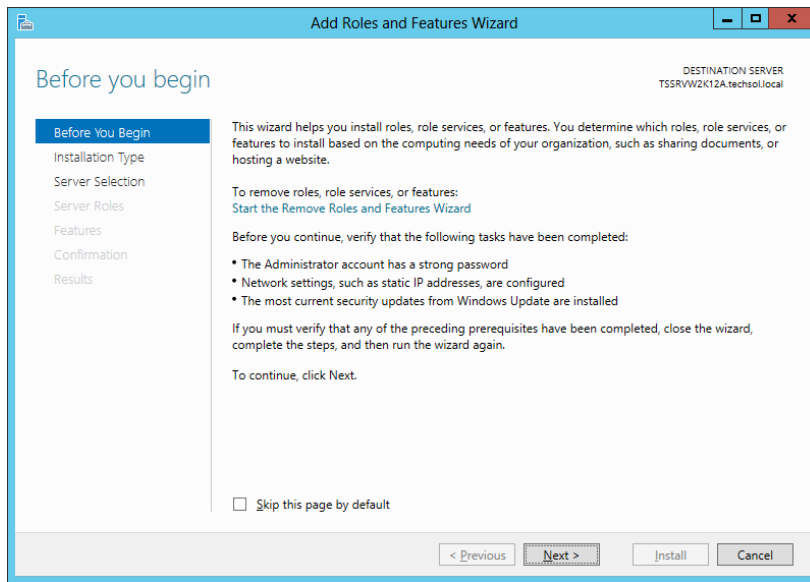 Add Roles and Features Wizard
Before you begin
DESTINATION SERVER
TSSRVW2K12A.techsol.local
Before You Begin
Installation Type
Server Selection
Server Roles
Features
Confirmation
Results
This wizard helps you install roles, role services, or features. You determine which roles, role services, or
features to install based on the computing needs of your organization, such as sharing documents, or
hosting a website.
To remove roles, role services, or features:
Start the Remove Roles and Features Wizard
Before you continue, verify that the following tasks have been completed:
• The Administrator account has a strong password
• Network settings, such as static IP addresses, are configured
• The most current security updates from Windows Update are installed
If you must verify that any of the preceding prerequisites have been completed, close the wizard,
complete the steps, and then run the wizard again.
To continue, click Next.
Skip this page by default
< Previous
Next >
Install
Cancel